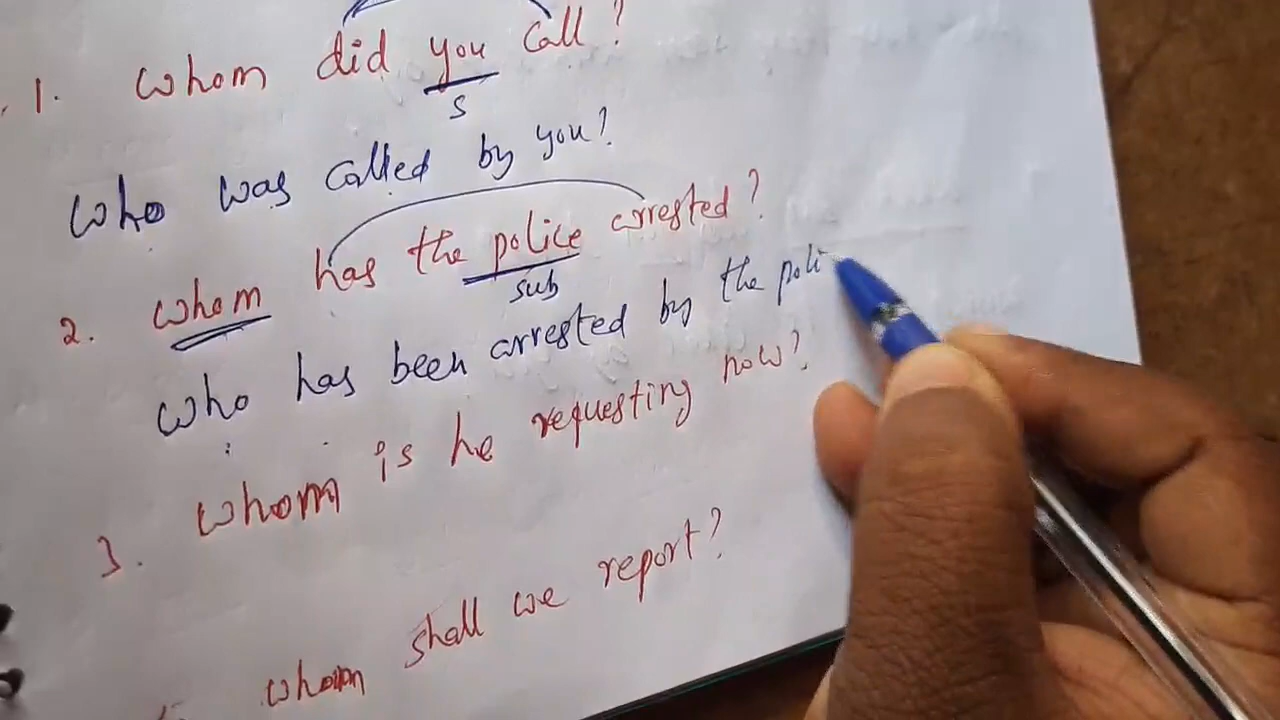 1. Whom did you call?
S
Who was called by you?
2. Whom has the police arrested?
sub
Who has been arrested by the poli
3. Whom is he requesting now?
Whom shall we report?